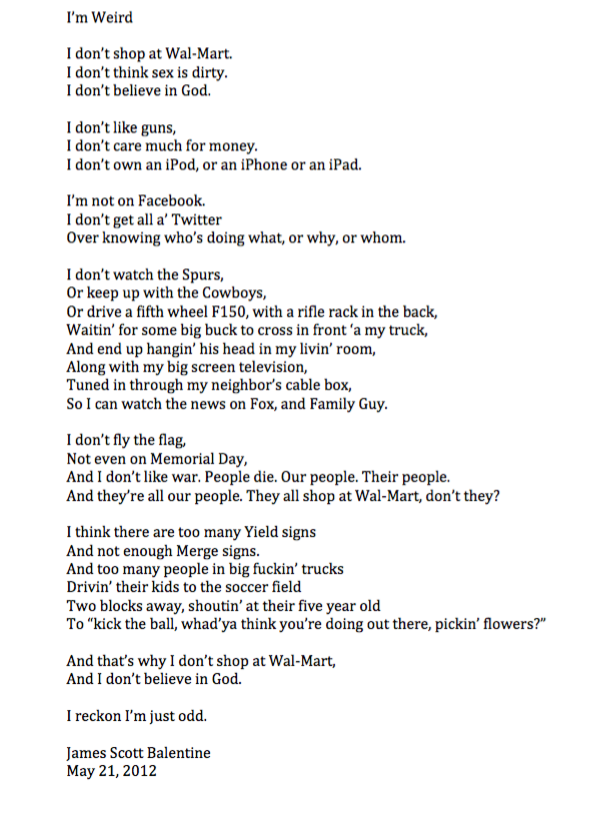 I’m Weird
I don’t shop at Wal-Mart.
I don’t think sex is dirty.
I don’t believe in God.
I don’t like guns,
I don’t care much for money.
I don’t own an iPod, or an iPhone or an iPad.
I’m not on Facebook.
I don’t get all a’ Twitter
Over knowing who’s doing what, or why, or whom.
I don’t watch the Spurs,
Or keep up with the Cowboys,
Or drive a fifth wheel F150, with a rifle rack in the back,
Waitin’ for some big buck to cross in front ‘a my truck,
And end up hangin’ his head in my livin’ room,
Along with my big screen television,
Tuned in through my neighbor’s cable box,
So I can watch the news on Fox, and Family Guy.
I don’t fly the flag,
Not even on Memorial Day,
And I don’t like war. People die. Our people. Their people.
And they’re all our people. They all shop at Wal-Mart, don’t they?
I think there are too many Yield signs
And not enough Merge signs.
And too many people in big fuckin’ trucks
Drivin’ their kids to the soccer field
Two blocks away, shoutin’ at their five year old
To “kick the ball, whad’ya think you’re doing out there, pickin’ flowers?”
And that’s why I don’t shop at Wal-Mart,
And I don’t believe in God.
I reckon I’m just odd.
James Scott Balentine
May 21, 2012